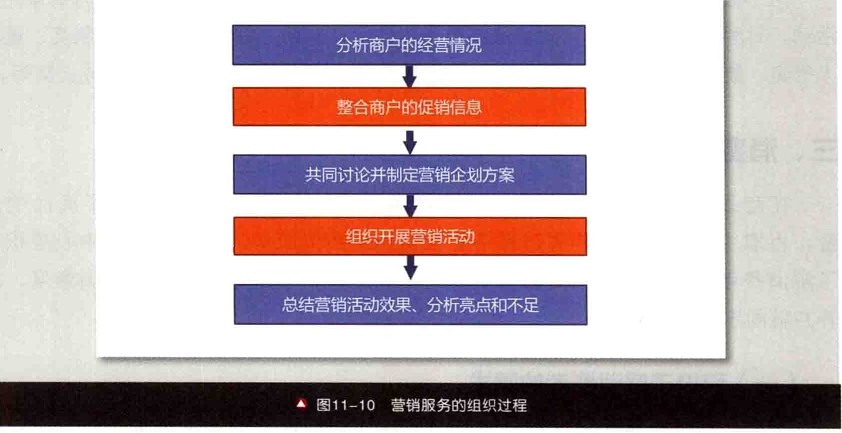 分析商户的经营情况
整合商户的促销信息
共同讨论并制定营销企划方案
组织开展营销活动
总结营销活动效果、分析亮点和不足
图11-10 营销服务的组织过程